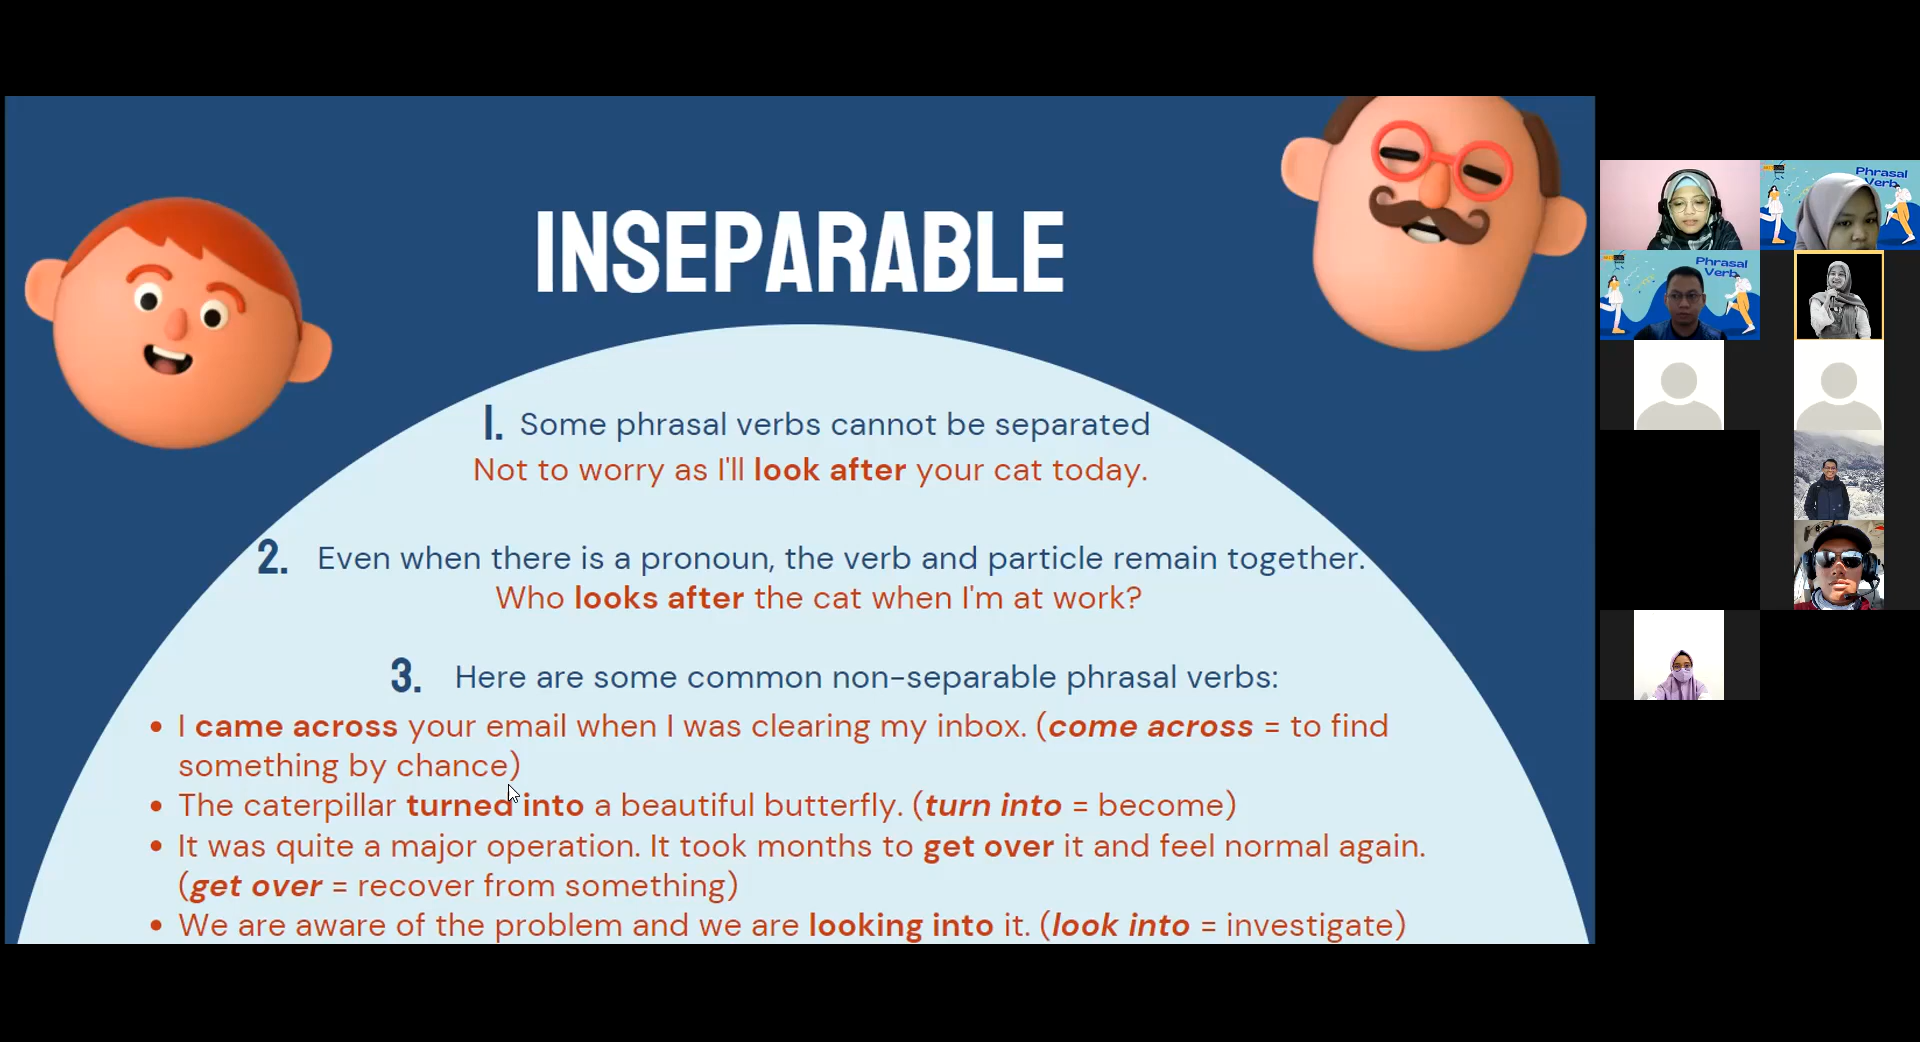 INSEPARABLE
1. Some phrasal verbs cannot be separated
Not to worry as I'll look after your cat today.
2. Even when there is a pronoun, the verb and particle remain together.
Who looks after the cat when I'm at work?
3. Here are some common non-separable phrasal verbs:
• I came across your email when I was clearing my inbox. (come across = to find
something by chance)
• The caterpillar turned into a beautiful butterfly. (turn into = become)
• It was quite a major operation. It took months to get over it and feel normal again.
(get over = recover from something)
• We are aware of the problem and we are looking into it. (look into = investigate)
Phrasal
Verb
Phrasal
Verb